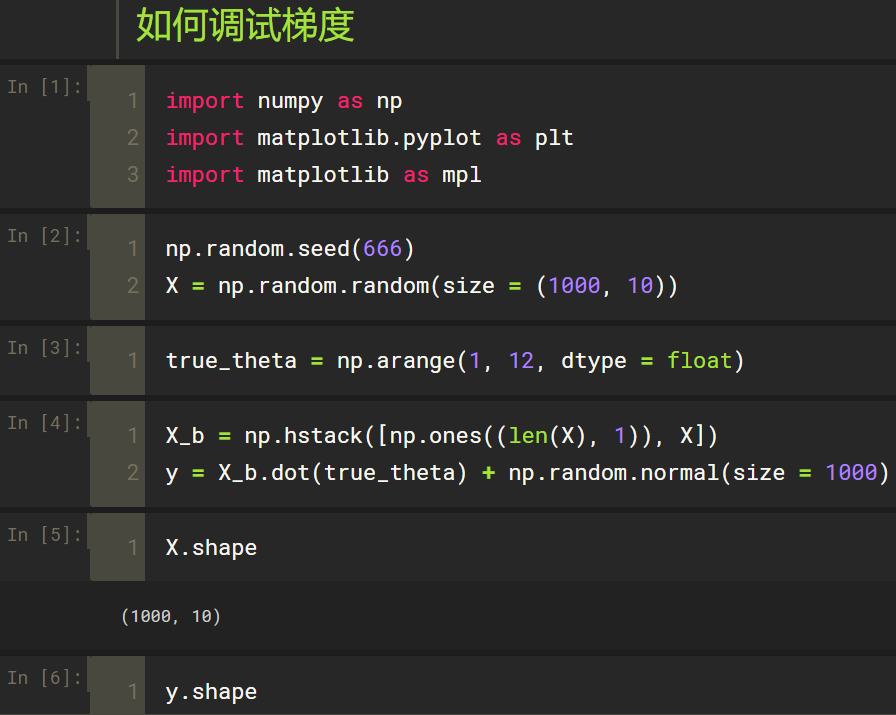 如何调试梯度
In [1]:
1 import numpy as np
2 import matplotlib.pyplot as plt
3 import matplotlib as mpl
In [2]:
1 np.random.seed(666)
2 X = np.random.random(size = (1000, 10))
In [3]:
1 true_theta = np.arange(1, 12, dtype = float)
In [4]:
1 X_b = np.hstack([np.ones((len(X), 1)), X])
2 y = X_b.dot(true_theta) + np.random.normal(size = 1000)
In [5]:
1 X.shape
(1000, 10)
In [6]:
1 y.shape